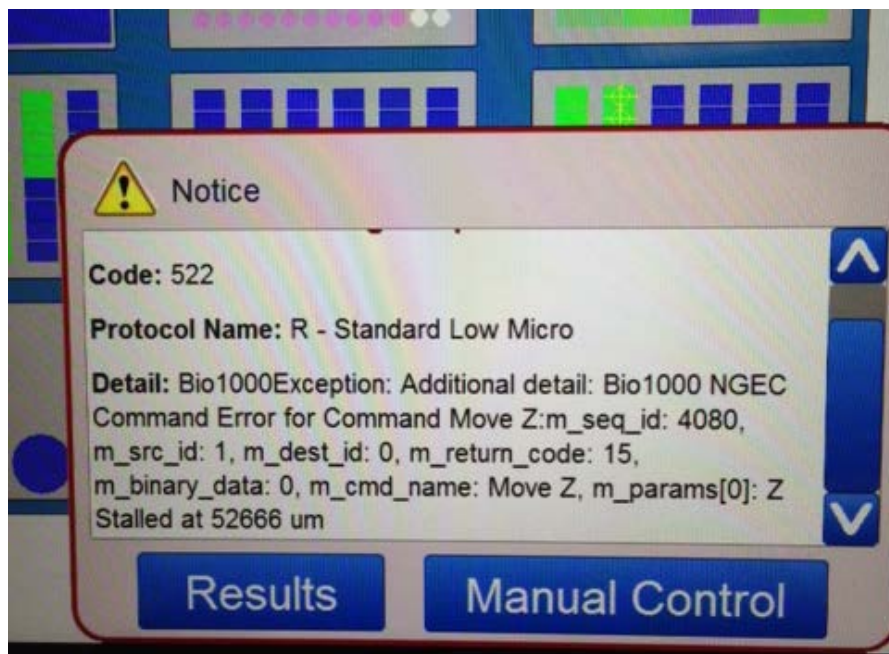 Notice
Code: 522
Protocol Name: R - Standard Low Micro
Detail: Bio1000Exception: Additional detail: Bio1000 NGEC
Command Error for Command Move Z:m_seq_id: 4080,
m_src_id: 1, m_dest_id: 0, m_return_code: 15,
m_binary_data: 0, m_cmd_name: Move Z, m_params[0]: Z
Stalled at 52666 um
Results
Manual Control